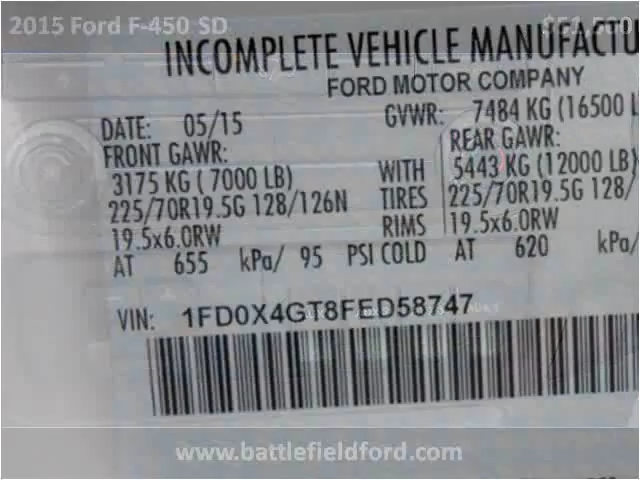 2015 Ford F-450 SD $51,500
INCOMPLETE VEHICLE MANUFACTU
FORD MOTOR COMPANY
DATE: 05/15 GVWR: 7484 KG (16500 L
FRONT GAWR: REAR GAWR:
3175 KG ( 7000 LB) WITH 5443 KG (12000 LB)
225/70R19.5G 128/126N TIRES 225/70R19.5G 128/
19.5x6.0RW RIMS 19.5x6.0RW
AT 655 kPa/ 95 PSI COLD AT 620 kPa/
VIN: 1FD0X4GT8FED58747
www.battlefieldford.com